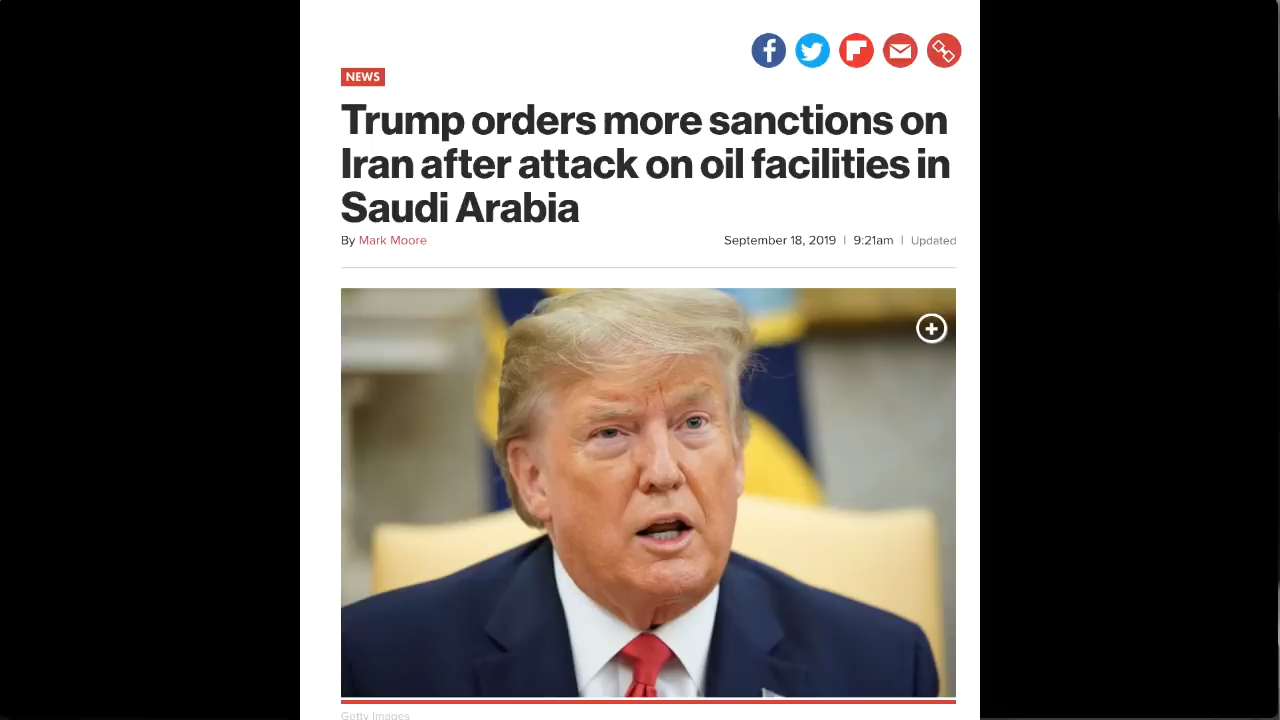 NEWS
Trump orders more sanctions on
Iran after attack on oil facilities in
Saudi Arabia
By Mark Moore
September 18, 2019 | 9:21am | Updated
Getty Images